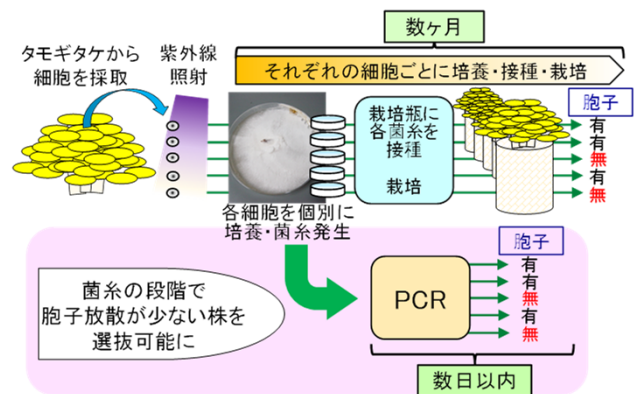 数ヶ月
タモギタケから
細胞を採取
紫外線
照射
それぞれの細胞ごとに培養・接種・栽培
胞子
栽培瓶に
各菌糸を
接種
栽培
有
有
無
有
無
各細胞を個別に
培養・菌糸発生
胞子
菌糸の段階で
胞子放散が少ない株を
選抜可能に
PCR
有
有
無
有
無
数日以内